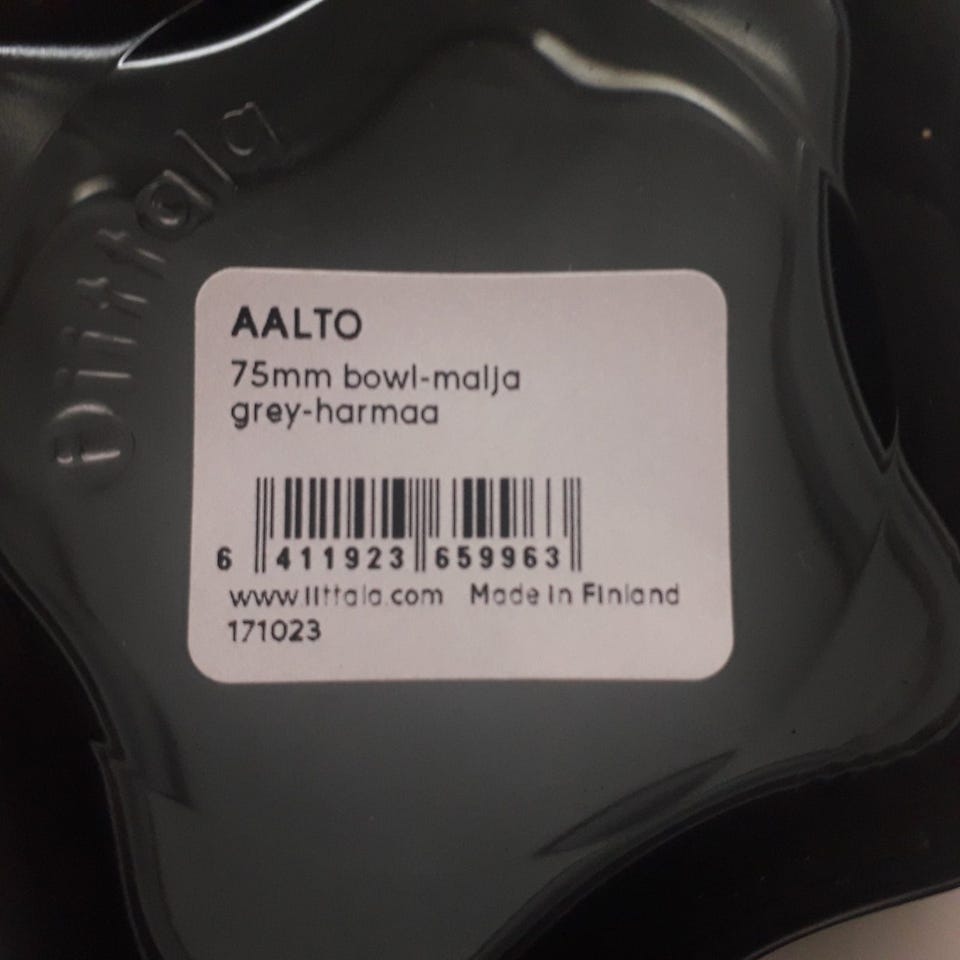 iittala
AALTO
75mm bowl-malja
grey-harmaa
6 411923 659963
www.iittala.com Made in Finland
171023